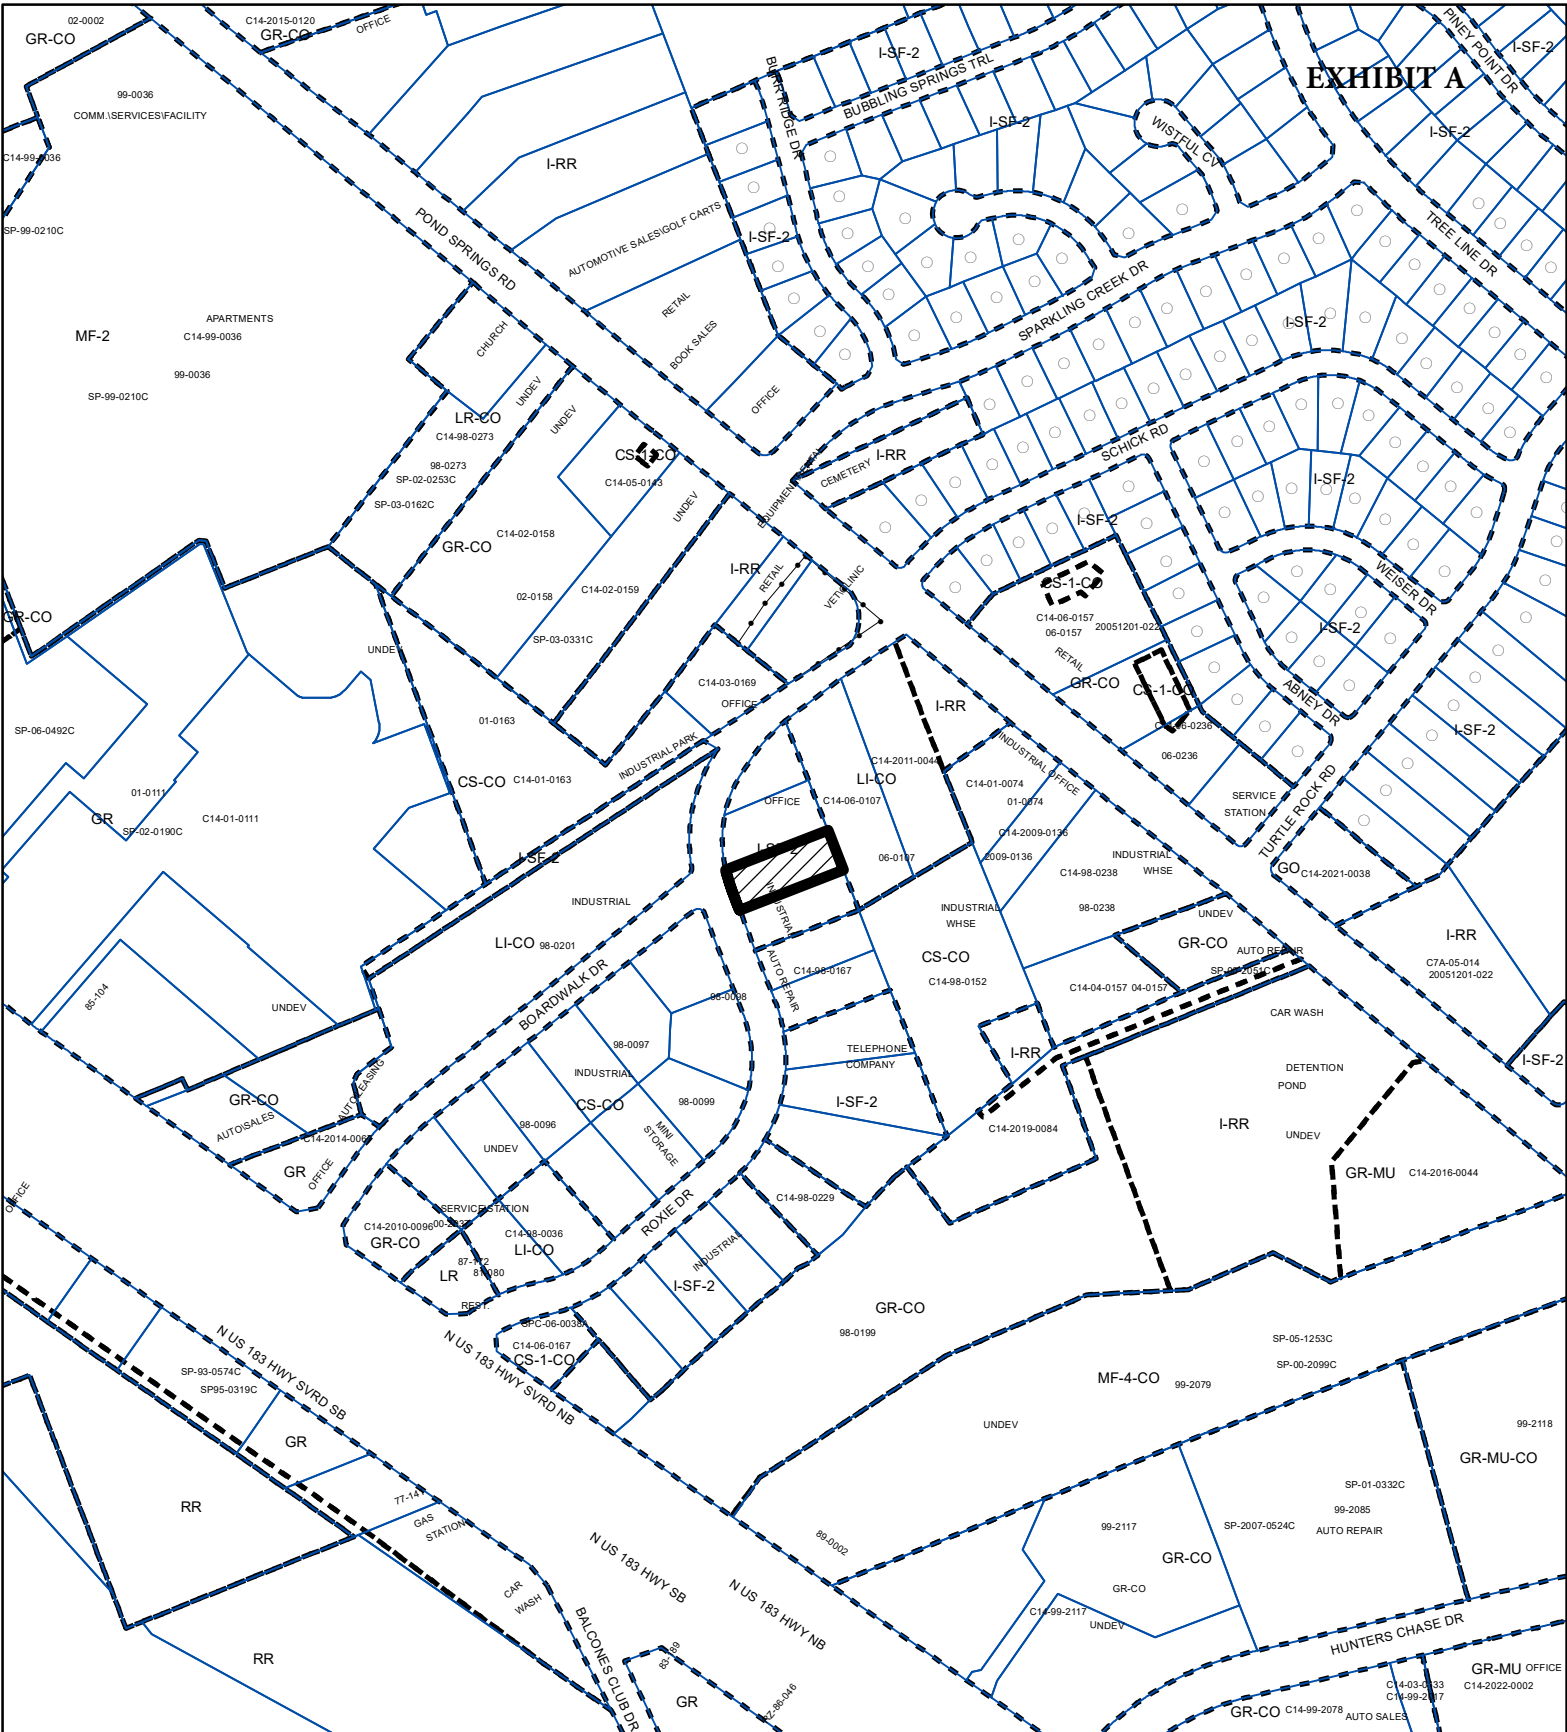 02-0002
GR-CO
C14-2015-0120
GR-CO
OFFICE
I-SF-2
BUBBLING SPRINGS TRL
BURR RIDGE DR
EXHIBIT A
PINEY POINT DR
I-SF-2
99-0036
COMM.\SERVICES\FACILITY
C14-99-0036
I-RR
I-SF-2
WISTFUL CV
I-SF-2
SP-99-0210C
POND SPRINGS RD
AUTOMOTIVE SALES\GOLF CARTS
I-SF-2
TREE LINE DR
MF-2
APARTMENTS
C14-99-0036
99-0036
SP-99-0210C
CHURCH
RETAIL
BOOK SALES
OFFICE
SPARKLING CREEK DR
I-SF-2
UNDEV
UNDEV
LR-CO
C14-98-0273
98-0273
SP-02-0253C
SP-03-0162C
CS-1-CO
C14-05-0143
UNDEV
I-RR
CEMETERY
SCHICK RD
I-SF-2
GR-CO
C14-02-0158
02-0158
C14-02-0159
SP-03-0331C
I-RR
RETAIL
VET\CLINIC
I-SF-2
CS-1-CO
C14-06-0157
06-0157
20051201-022
RETAIL
GR-CO
CS-1-CO
C14-06-0236
06-0236
WEISER DR
I-SF-2
ABNEY DR
I-SF-2
GR-CO
UNDEV
SP-06-0492C
01-0111
GR
SP-02-0190C
C14-01-0111
01-0163
CS-CO
C14-01-0163
INDUSTRIAL PARK
C14-03-0169
OFFICE
I-RR
C14-2011-0044
LI-CO
C14-06-0107
OFFICE
INDUSTRIAL OFFICE
C14-01-0074
01-0074
C14-2009-0136
2009-0136
SERVICE
STATION
TURTLE ROCK RD
I-SF-2
I-SF-2
06-0107
INDUSTRIAL
INDUSTRIAL
WHSE
C14-98-0238
98-0238
GO
C14-2021-0038
INDUSTRIAL
LI-CO
98-0201
INDUSTRIAL
WHSE
CS-CO
C14-98-0152
UNDEV
GR-CO
AUTO REPAIR
I-RR
C7A-05-014
20051201-022
85-104
UNDEV
BOARDWALK DR
98-0098
AUTO REPAIR
C14-98-0167
C14-04-0157
04-0157
CAR WASH
98-0097
INDUSTRIAL
CS-CO
98-0099
98-0096
UNDEV
MINI
STORAGE
TELEPHONE
COMPANY
I-SF-2
I-RR
C14-2019-0084
DETENTION
POND
I-RR
UNDEV
I-SF-2
GR-CO
AUTO\SALES
AUTO LEASING
GR
OFFICE
GR-MU
C14-2016-0044
OFFICE
SERVICE\STATION
C14-2010-0096
GR-CO
C14-98-0036
LI-CO
87-172
LR
REST.
ROXIE DR
C14-98-0229
INDUSTRIAL
I-SF-2
SPC-06-0038A
C14-06-0167
CS-1-CO
GR-CO
98-0199
N US 183 HWY SVRD SB
N US 183 HWY SVRD NB
SP-93-0574C
SP95-0319C
GR
SP-05-1253C
SP-00-2099C
MF-4-CO
99-2079
UNDEV
99-2118
GR-MU-CO
RR
GAS
STATION
CAR
WASH
N US 183 HWY SB
N US 183 HWY NB
89-0002
99-2117
GR-CO
SP-2007-0524C
SP-01-0332C
99-2085
AUTO REPAIR
GR-CO
C14-99-2117
UNDEV
RR
BALCONES CLUB DR
GR
HUNTERS CHASE DR
GR-MU
OFFICE
C14-2022-0002
GR-CO
C14-99-2078
AUTO SALES